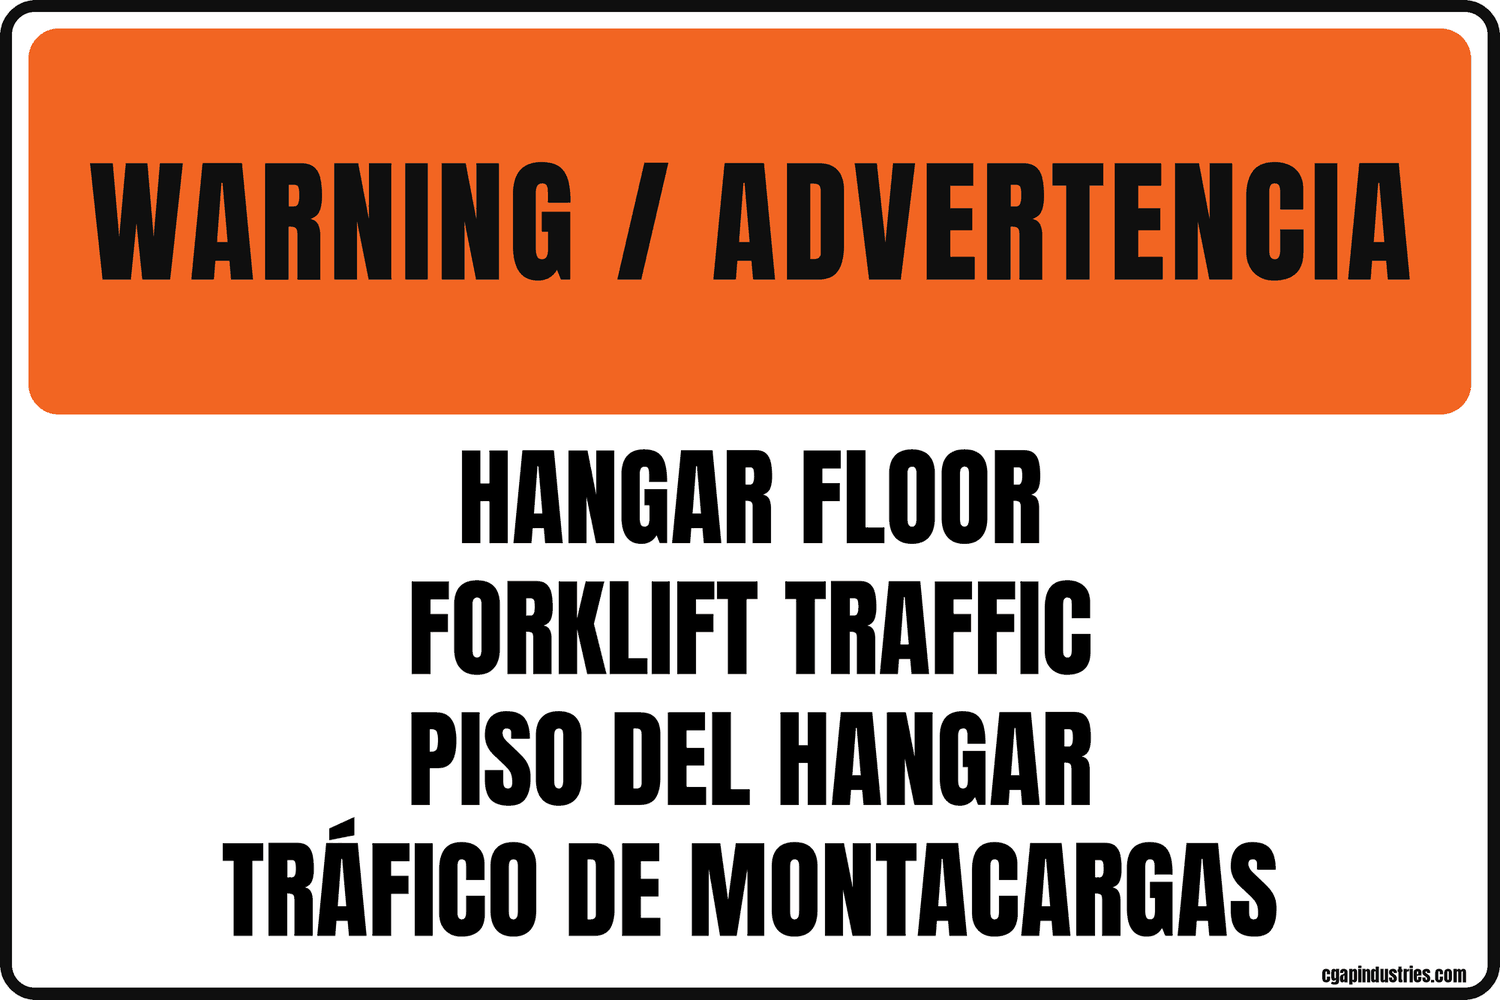 WARNING / ADVERTENCIA
HANGAR FLOOR
FORKLIFT TRAFFIC
PISO DEL HANGAR
TRÁFICO DE MONTACARGAS
cgapindustries.com